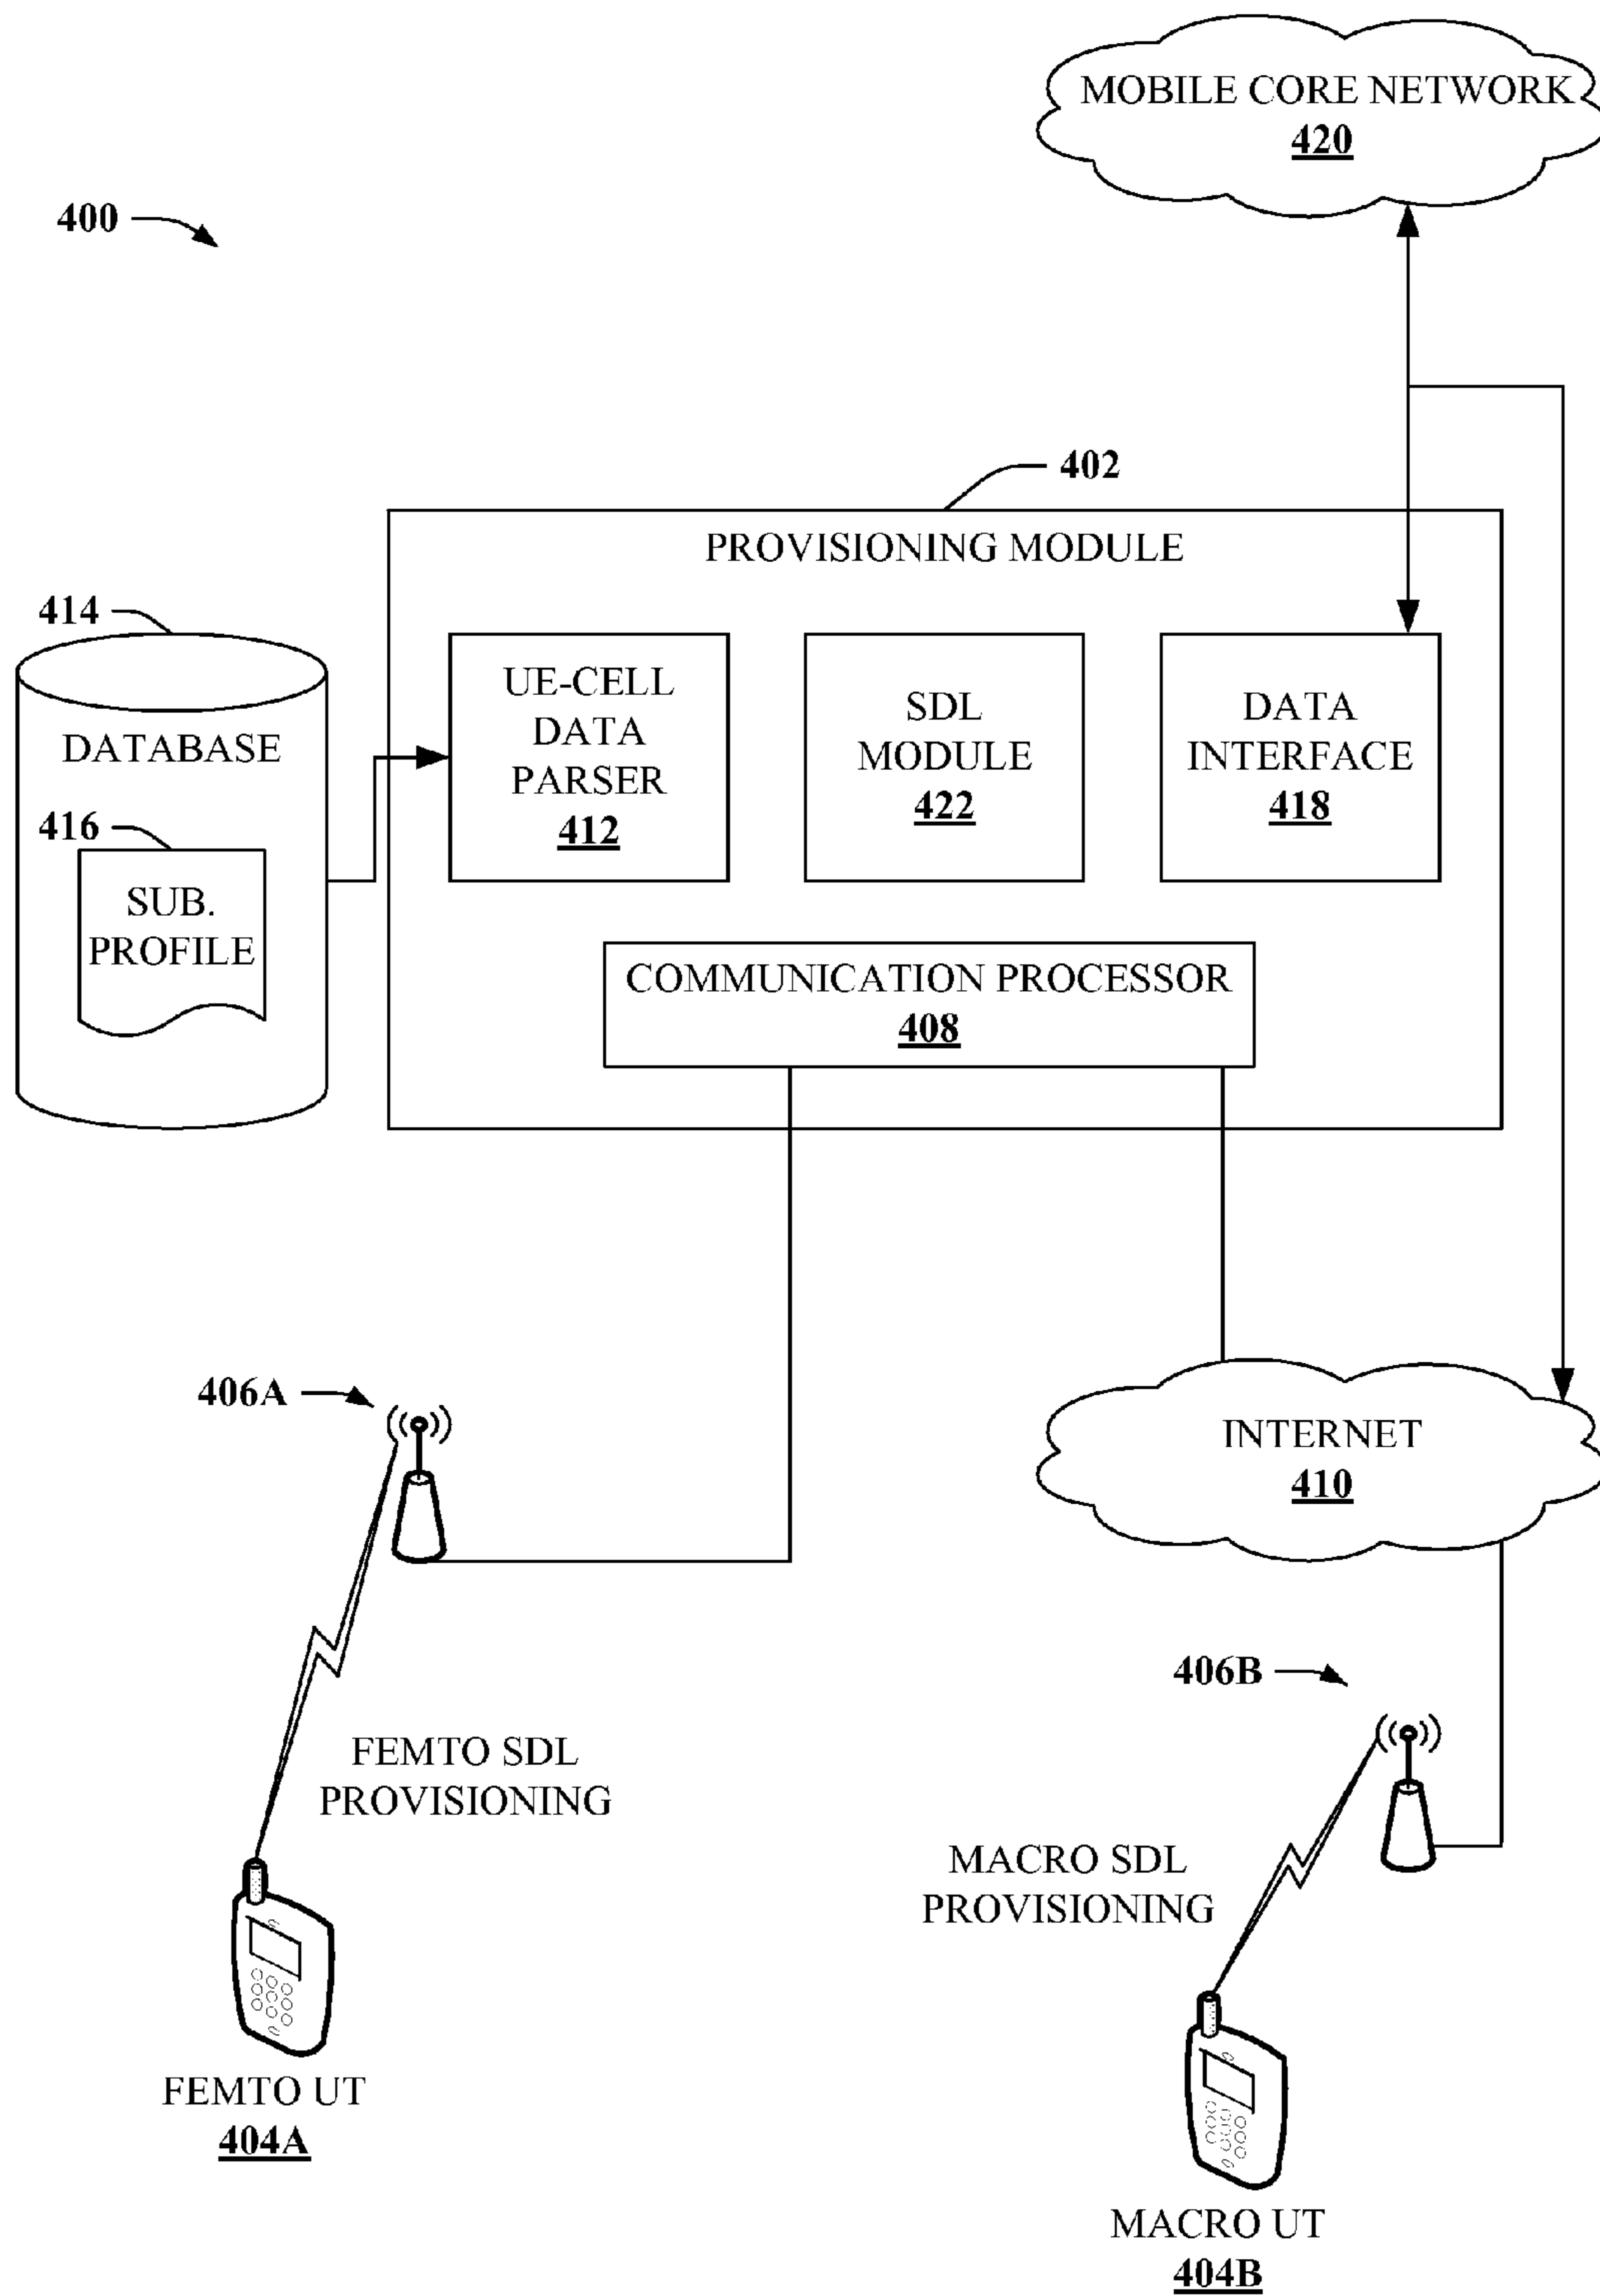 MOBILE CORE NETWORK
420
400
402
PROVISIONING MODULE
414
DATABASE
416
SUB.
PROFILE
UE-CELL
DATA
PARSER
412
SDL
MODULE
422
DATA
INTERFACE
418
COMMUNICATION PROCESSOR
408
406A
INTERNET
410
406B
FEMTO SDL
PROVISIONING
MACRO SDL
PROVISIONING
FEMTO UT
404A
MACRO UT
404B